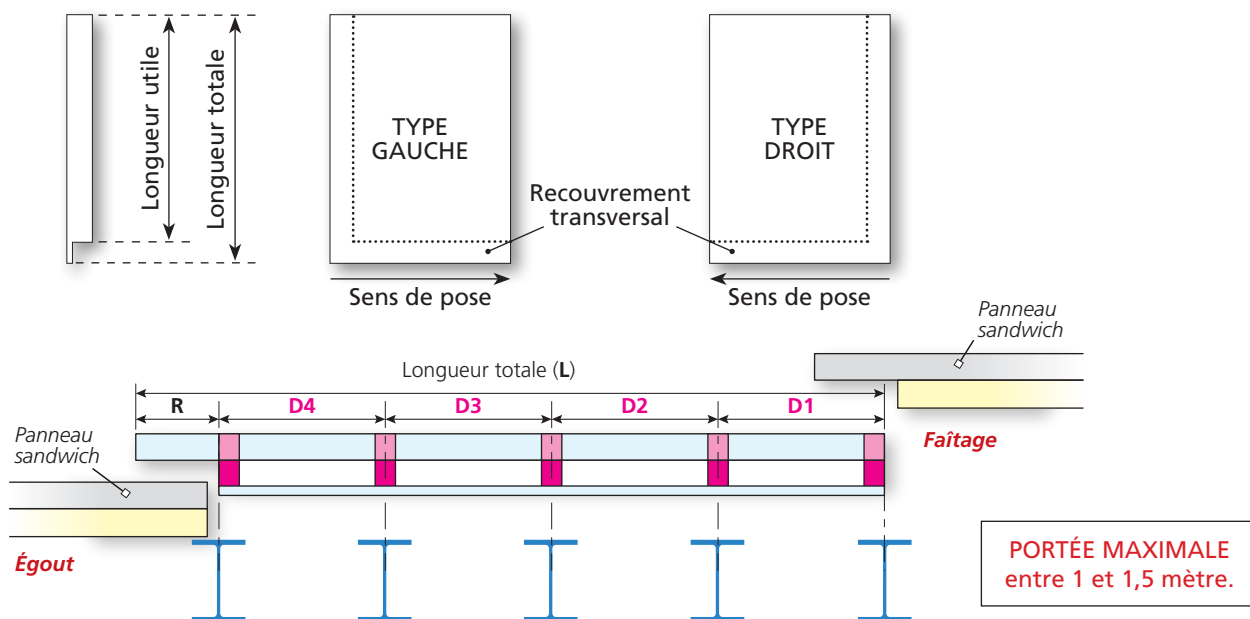 Longueur utile
Longueur totale
TYPE
GAUCHE
TYPE
DROIT
Recouvrement
transversal
Sens de pose
Sens de pose
Panneau
sandwich
Longueur totale (L)
R
D4
D3
D2
D1
Panneau
sandwich
Faîtage
Égout
PORTÉE MAXIMALE
entre 1 et 1,5 mètre.